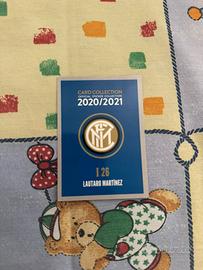 CARD COLLECTION
OFFICIAL STICKER COLLECTION
2020/2021
I 26
LAUTARO MARTÍNEZ